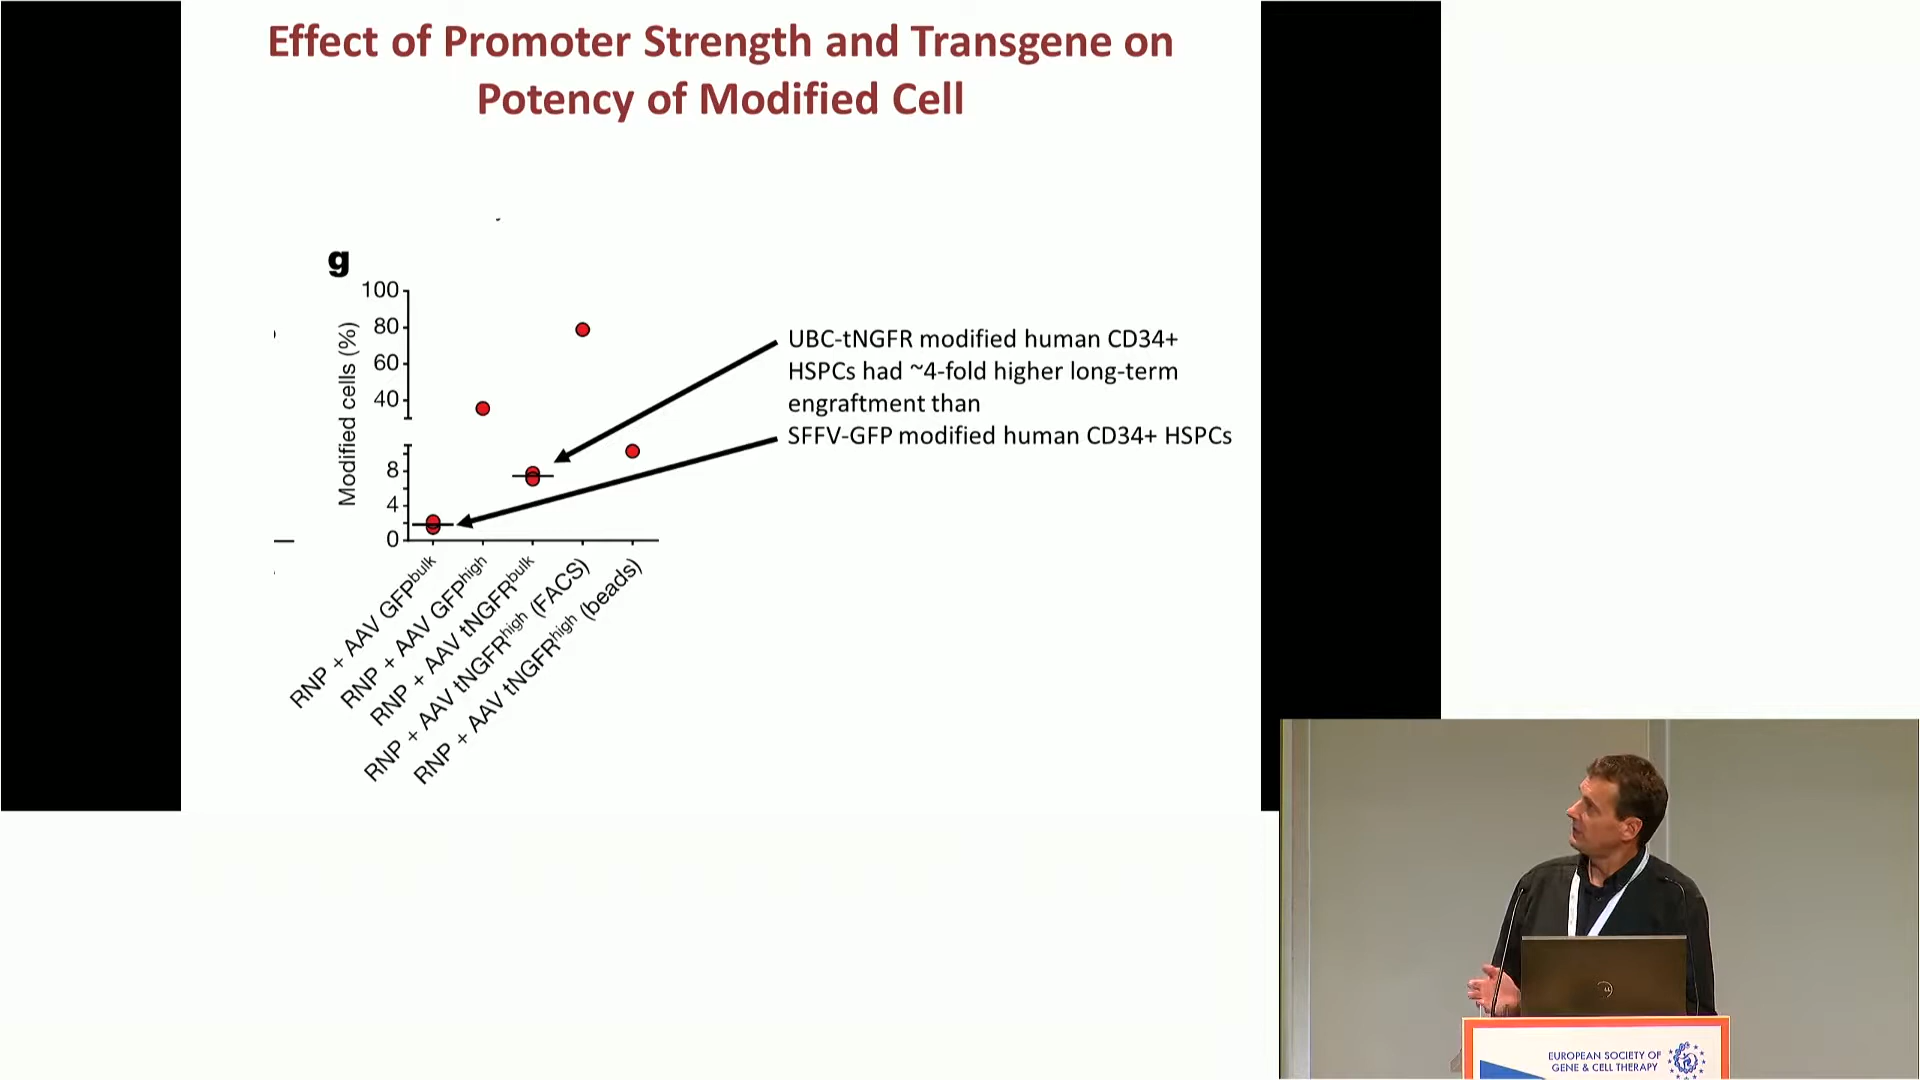 Effect of Promoter Strength and Transgene on
Potency of Modified Cell
g
Modified cells (%)
100
80
60
40
8
4
0
RNP + AAV GFPbulk
RNP + AAV GFPhigh
RNP + AAV tNGFRbulk
RNP + AAV tNGFRhigh (FACS)
RNP + AAV tNGFRhigh (beads)
UBC-tNGFR modified human CD34+
HSPCs had ~4-fold higher long-term
engraftment than
SFFV-GFP modified human CD34+ HSPCs
EUROPEAN SOCIETY OF
GENE & CELL THERAPY